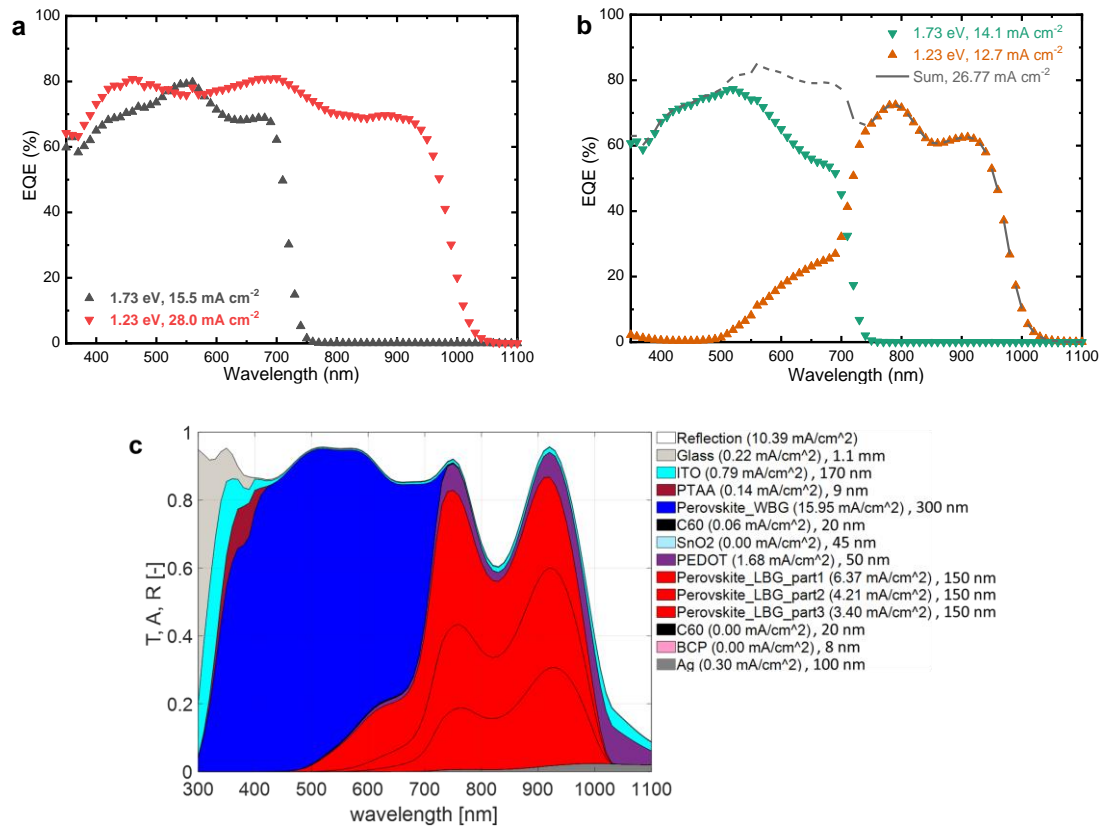 a
EQE (%)
100
80
60
40
20
0
1.73 eV, 15.5 mA cm⁻²
1.23 eV, 28.0 mA cm⁻²
400 500 600 700 800 900 1000 1100
Wavelength (nm)
b
EQE (%)
100
80
60
40
20
0
1.73 eV, 14.1 mA cm⁻²
1.23 eV, 12.7 mA cm⁻²
Sum, 26.77 mA cm⁻²
400 500 600 700 800 900 1000 1100
Wavelength (nm)
c
T, A, R [-]
1
0.8
0.6
0.4
0.2
0
300 400 500 600 700 800 900 1000 1100
wavelength [nm]
Reflection (10.39 mA/cm^2)
Glass (0.22 mA/cm^2) , 1.1 mm
ITO (0.79 mA/cm^2) , 170 nm
PTAA (0.14 mA/cm^2) , 9 nm
Perovskite_WBG (15.95 mA/cm^2) , 300 nm
C60 (0.06 mA/cm^2) , 20 nm
SnO2 (0.00 mA/cm^2) , 45 nm
PEDOT (1.68 mA/cm^2) , 50 nm
Perovskite_LBG_part1 (6.37 mA/cm^2) , 150 nm
Perovskite_LBG_part2 (4.21 mA/cm^2) , 150 nm
Perovskite_LBG_part3 (3.40 mA/cm^2) , 150 nm
C60 (0.00 mA/cm^2) , 20 nm
BCP (0.00 mA/cm^2) , 8 nm
Ag (0.30 mA/cm^2) , 100 nm